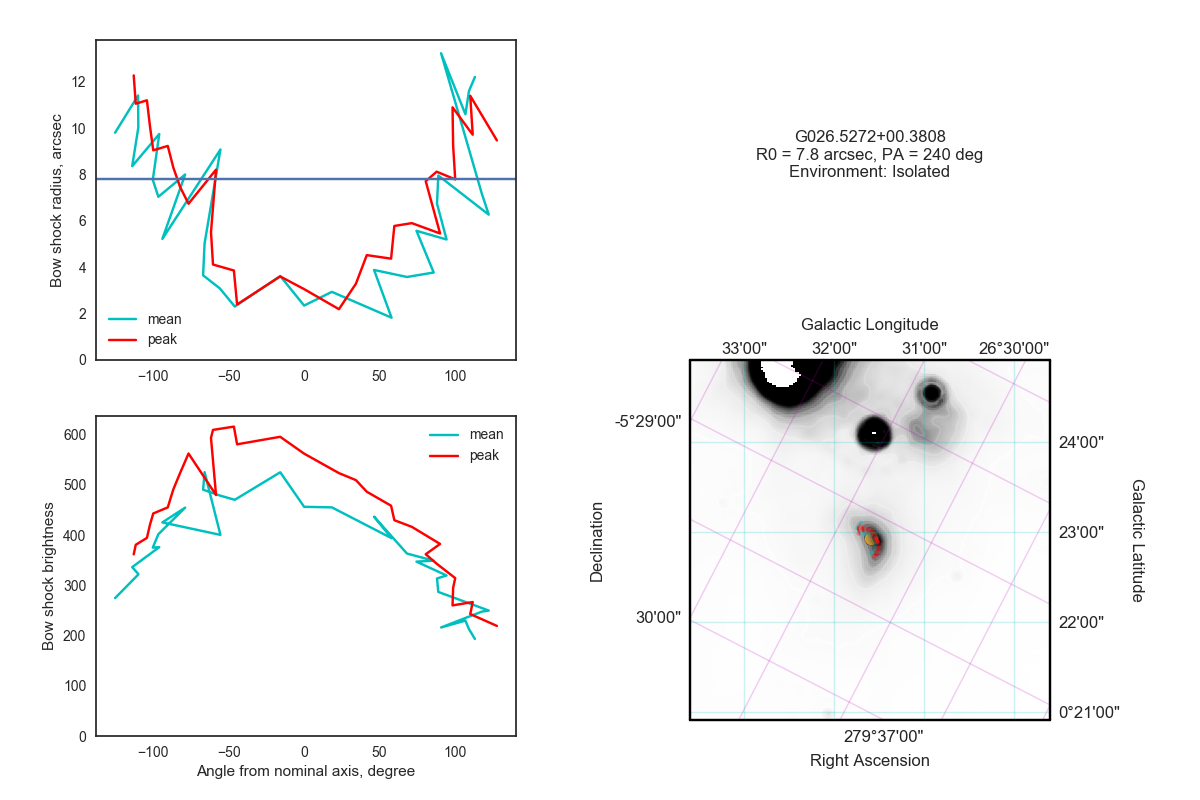 Bow shock radius, arcsec
12
10
8
6
4
2
0
mean
peak
−100
−50
0
50
100
Bow shock brightness
600
500
400
300
200
100
0
mean
peak
−100
−50
0
50
100
Angle from nominal axis, degree
G026.5272+00.3808
R0 = 7.8 arcsec, PA = 240 deg
Environment: Isolated
Galactic Longitude
33'00" 32'00" 31'00" 26°30'00"
-5°29'00"
30'00"
Declination
24'00"
23'00"
22'00"
0°21'00"
Galactic Latitude
279°37'00"
Right Ascension